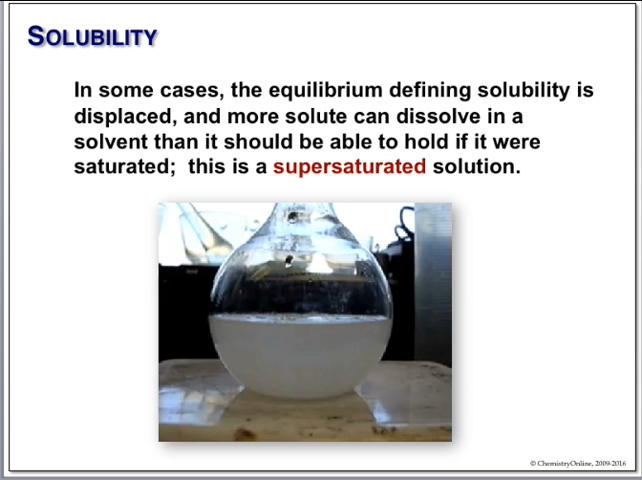 SOLUBILITY
In some cases, the equilibrium defining solubility is
displaced, and more solute can dissolve in a
solvent than it should be able to hold if it were
saturated;  this is a supersaturated solution.
© ChemistryOnline, 2009-2016